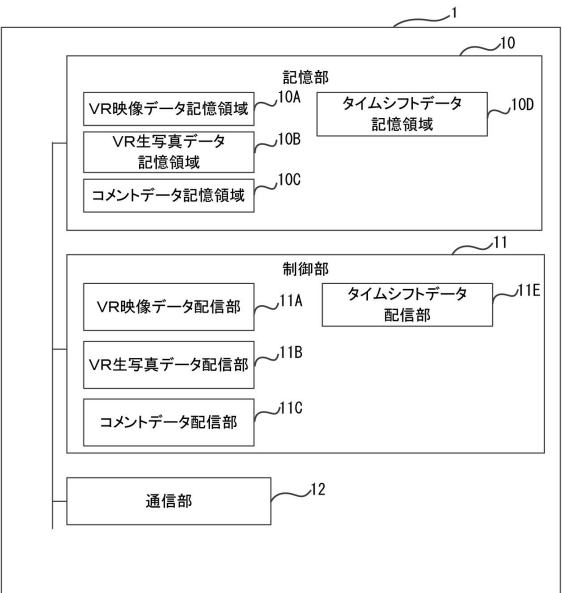 1
10
記憶部
VR映像データ記憶領域
10A
タイムシフトデータ
記憶領域
10D
VR生写真データ
記憶領域
10B
コメントデータ記憶領域
10C
11
制御部
VR映像データ配信部
11A
タイムシフトデータ
配信部
11E
VR生写真データ配信部
11B
コメントデータ配信部
11C
通信部
12